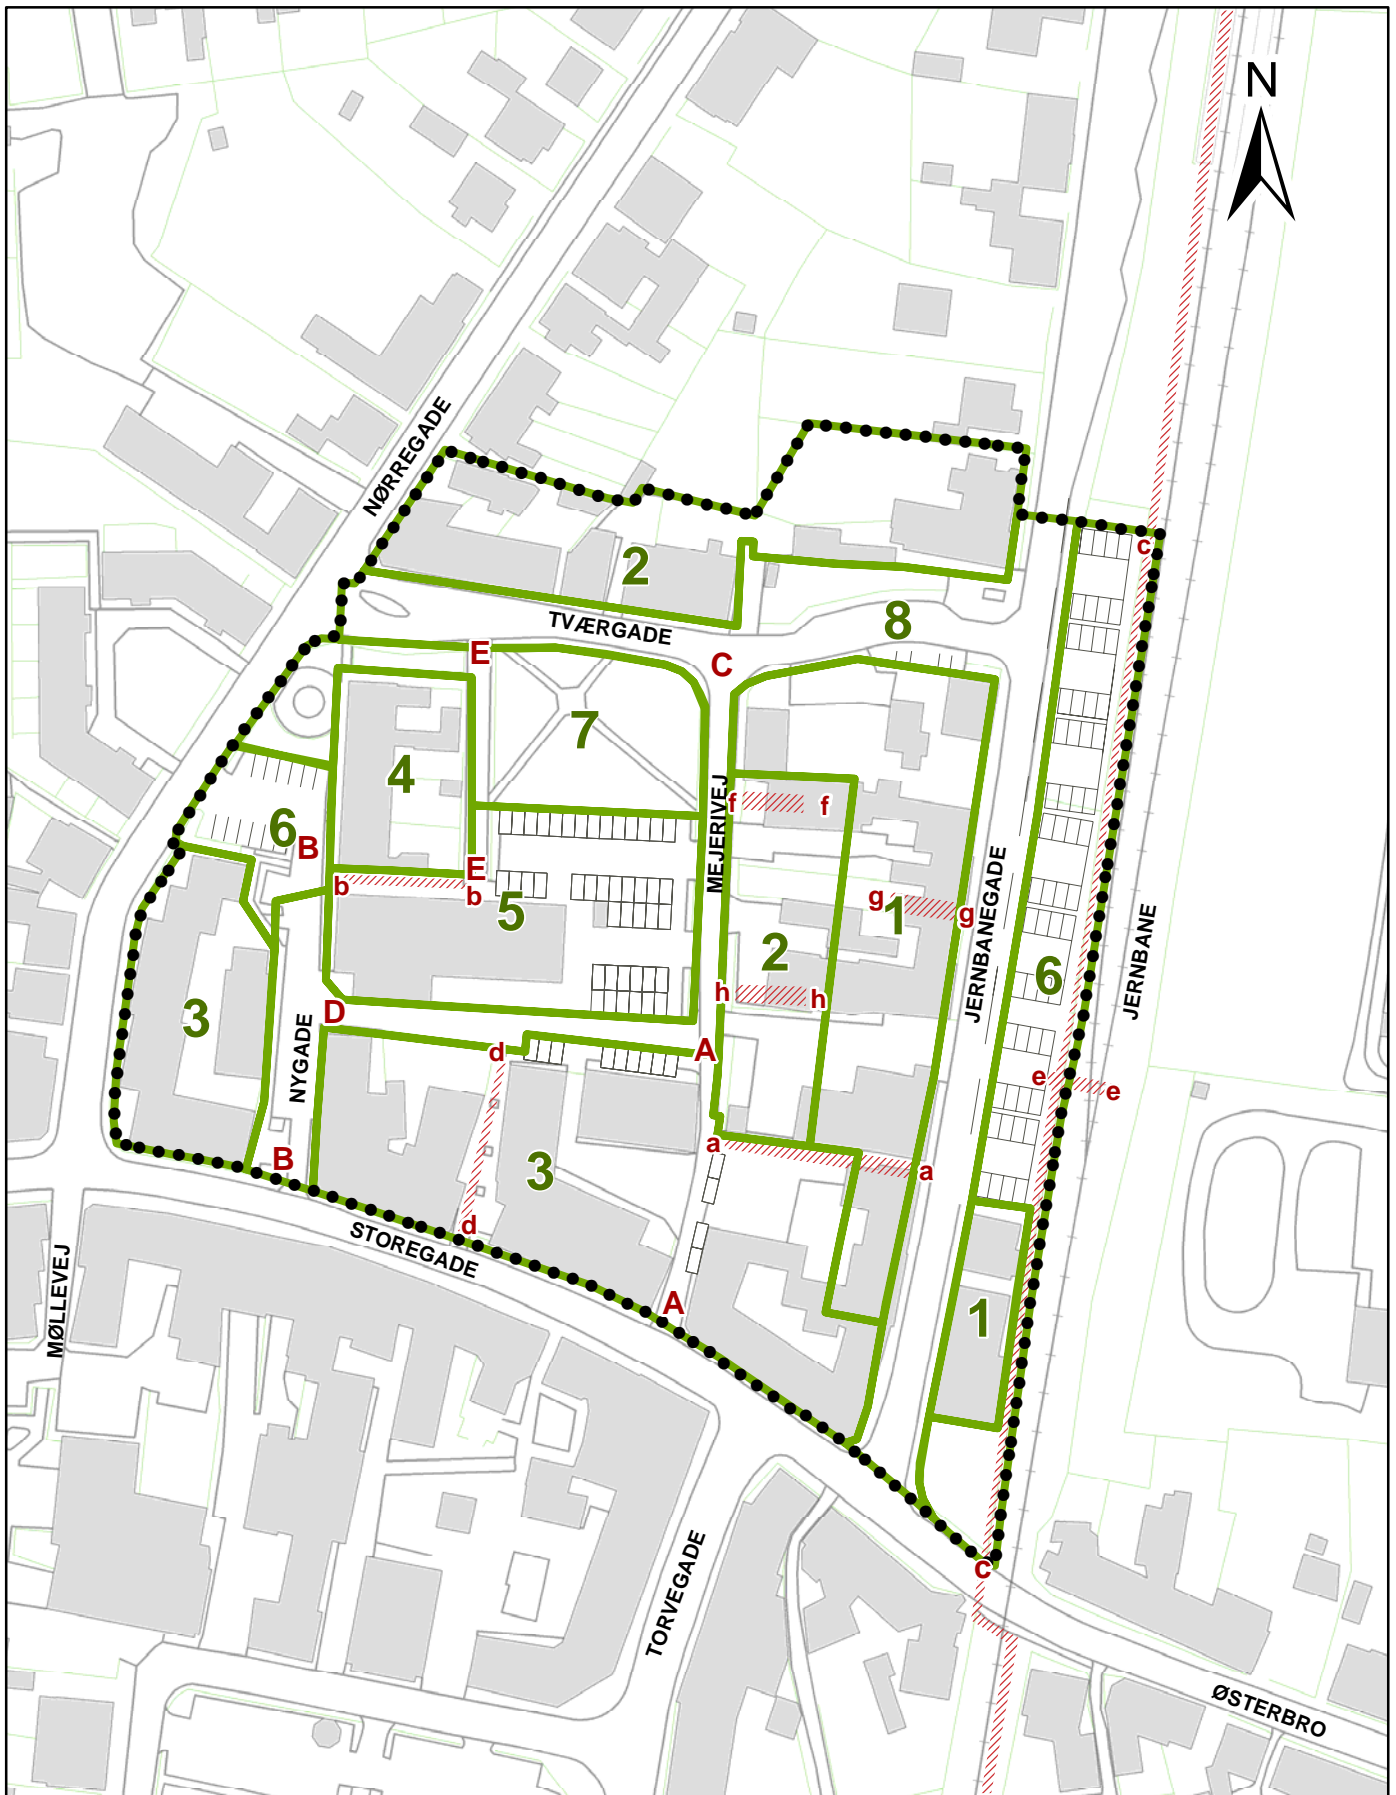 N
NØRREGADE
c
2
TVÆRGADE
8
E
C
7
4
MEJERIVEJ
f
f
6
B
E
b
b
5
g
1
g
JERNBANEGADE
2
6
JERNBANE
h
h
3
D
NYGADE
d
A
e
e
a
a
B
3
d
STOREGADE
MØLLEVEJ
A
1
c
TORVEGADE
ØSTERBRO